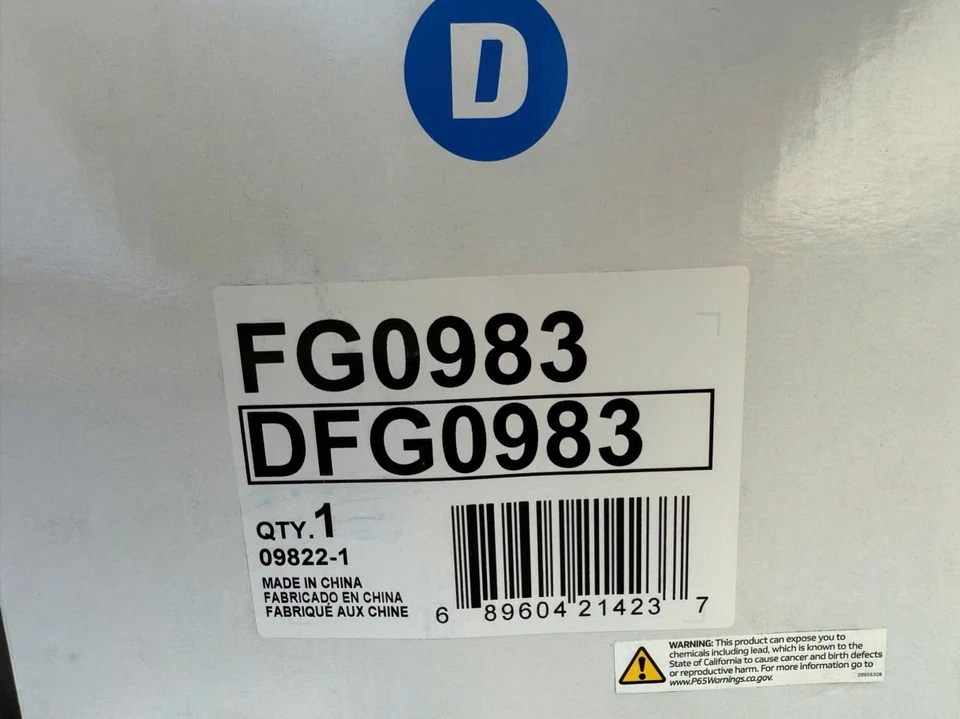 D
FG0983
DFG0983
QTY.1
09822-1
MADE IN CHINA
FABRICADO EN CHINA
FABRIQUÉ AUX CHINE
6 89604 21423 7
WARNING: This product can expose you to
chemicals including lead, which is known to the
State of California to cause cancer and birth defects
or reproductive harm. For more information go to
www.P65Warnings.ca.gov.